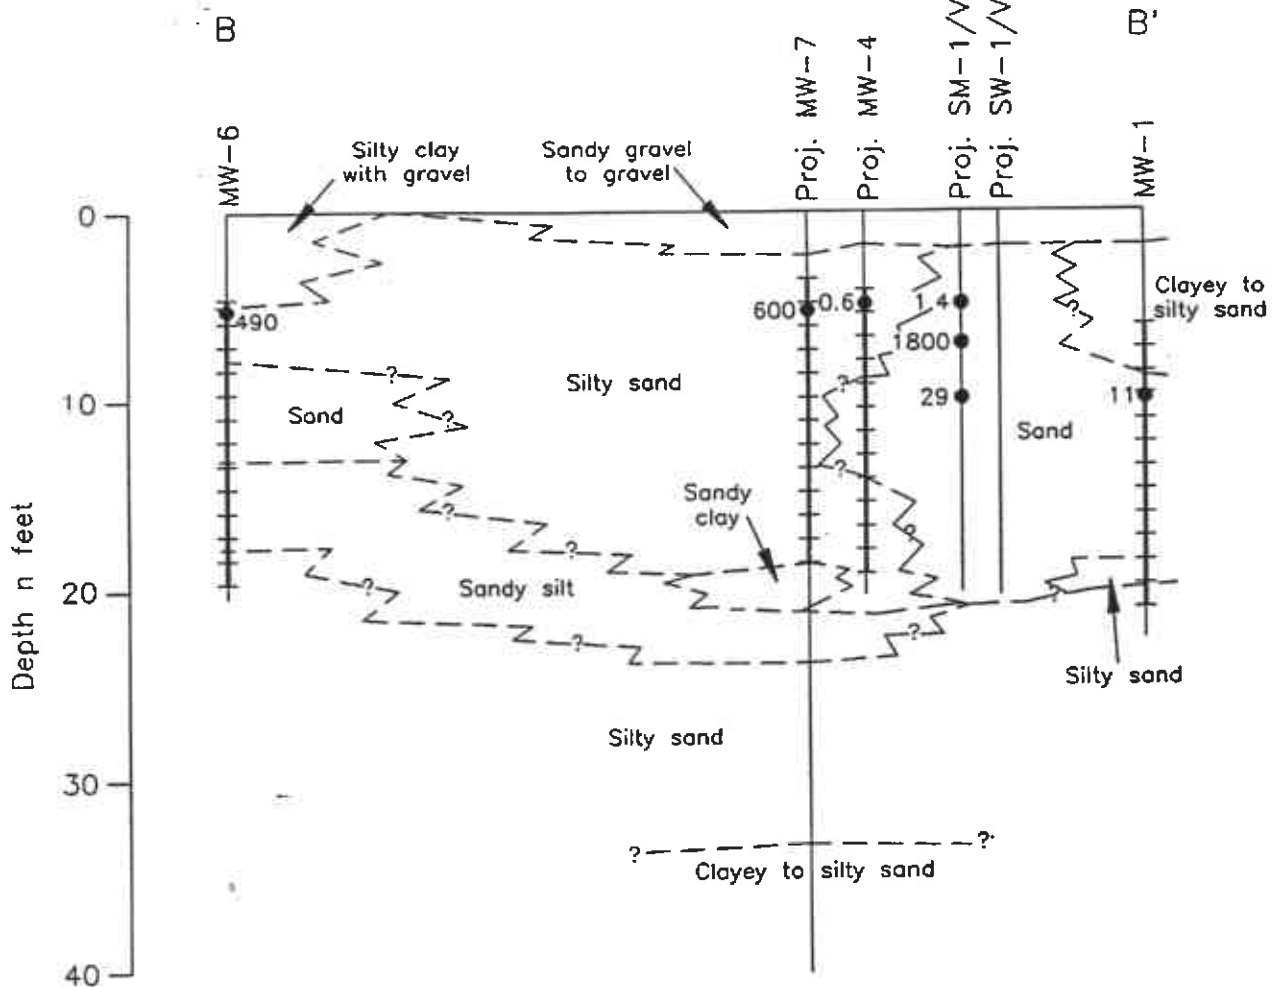 B
B'
MW-6
Proj. MW-7
Proj. MW-4
Proj. SM-1/V
Proj. SW-1/V
MW-1
Silty clay
with gravel
Sandy gravel
to gravel
0
Clayey to
silty sand
490
600
0.6
1.4
1800
?
?
?
Silty sand
29
11
10
Sand
?
Sand
?
Sandy
clay
?
?
?
20
Sandy silt
?
?
?
?
Silty sand
Depth n feet
Silty sand
30
?
?
Clayey to silty sand
40